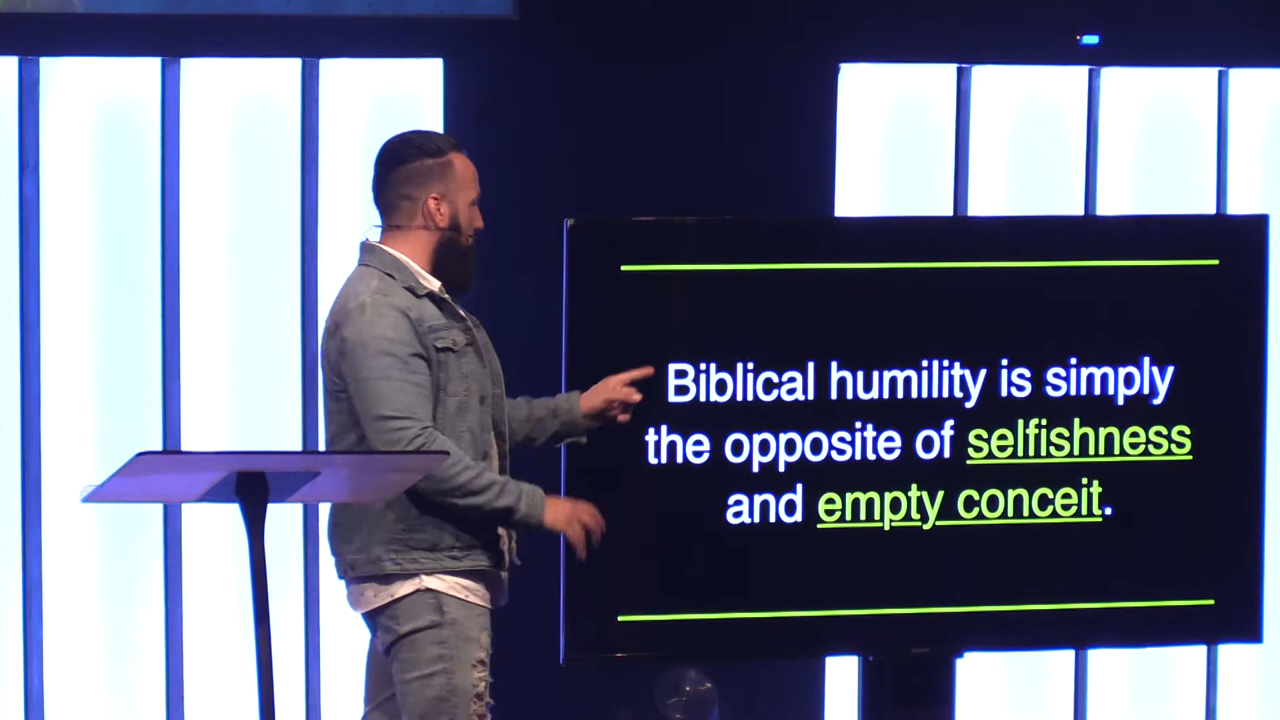 Biblical humility is simply
the opposite of selfishness
and empty conceit.